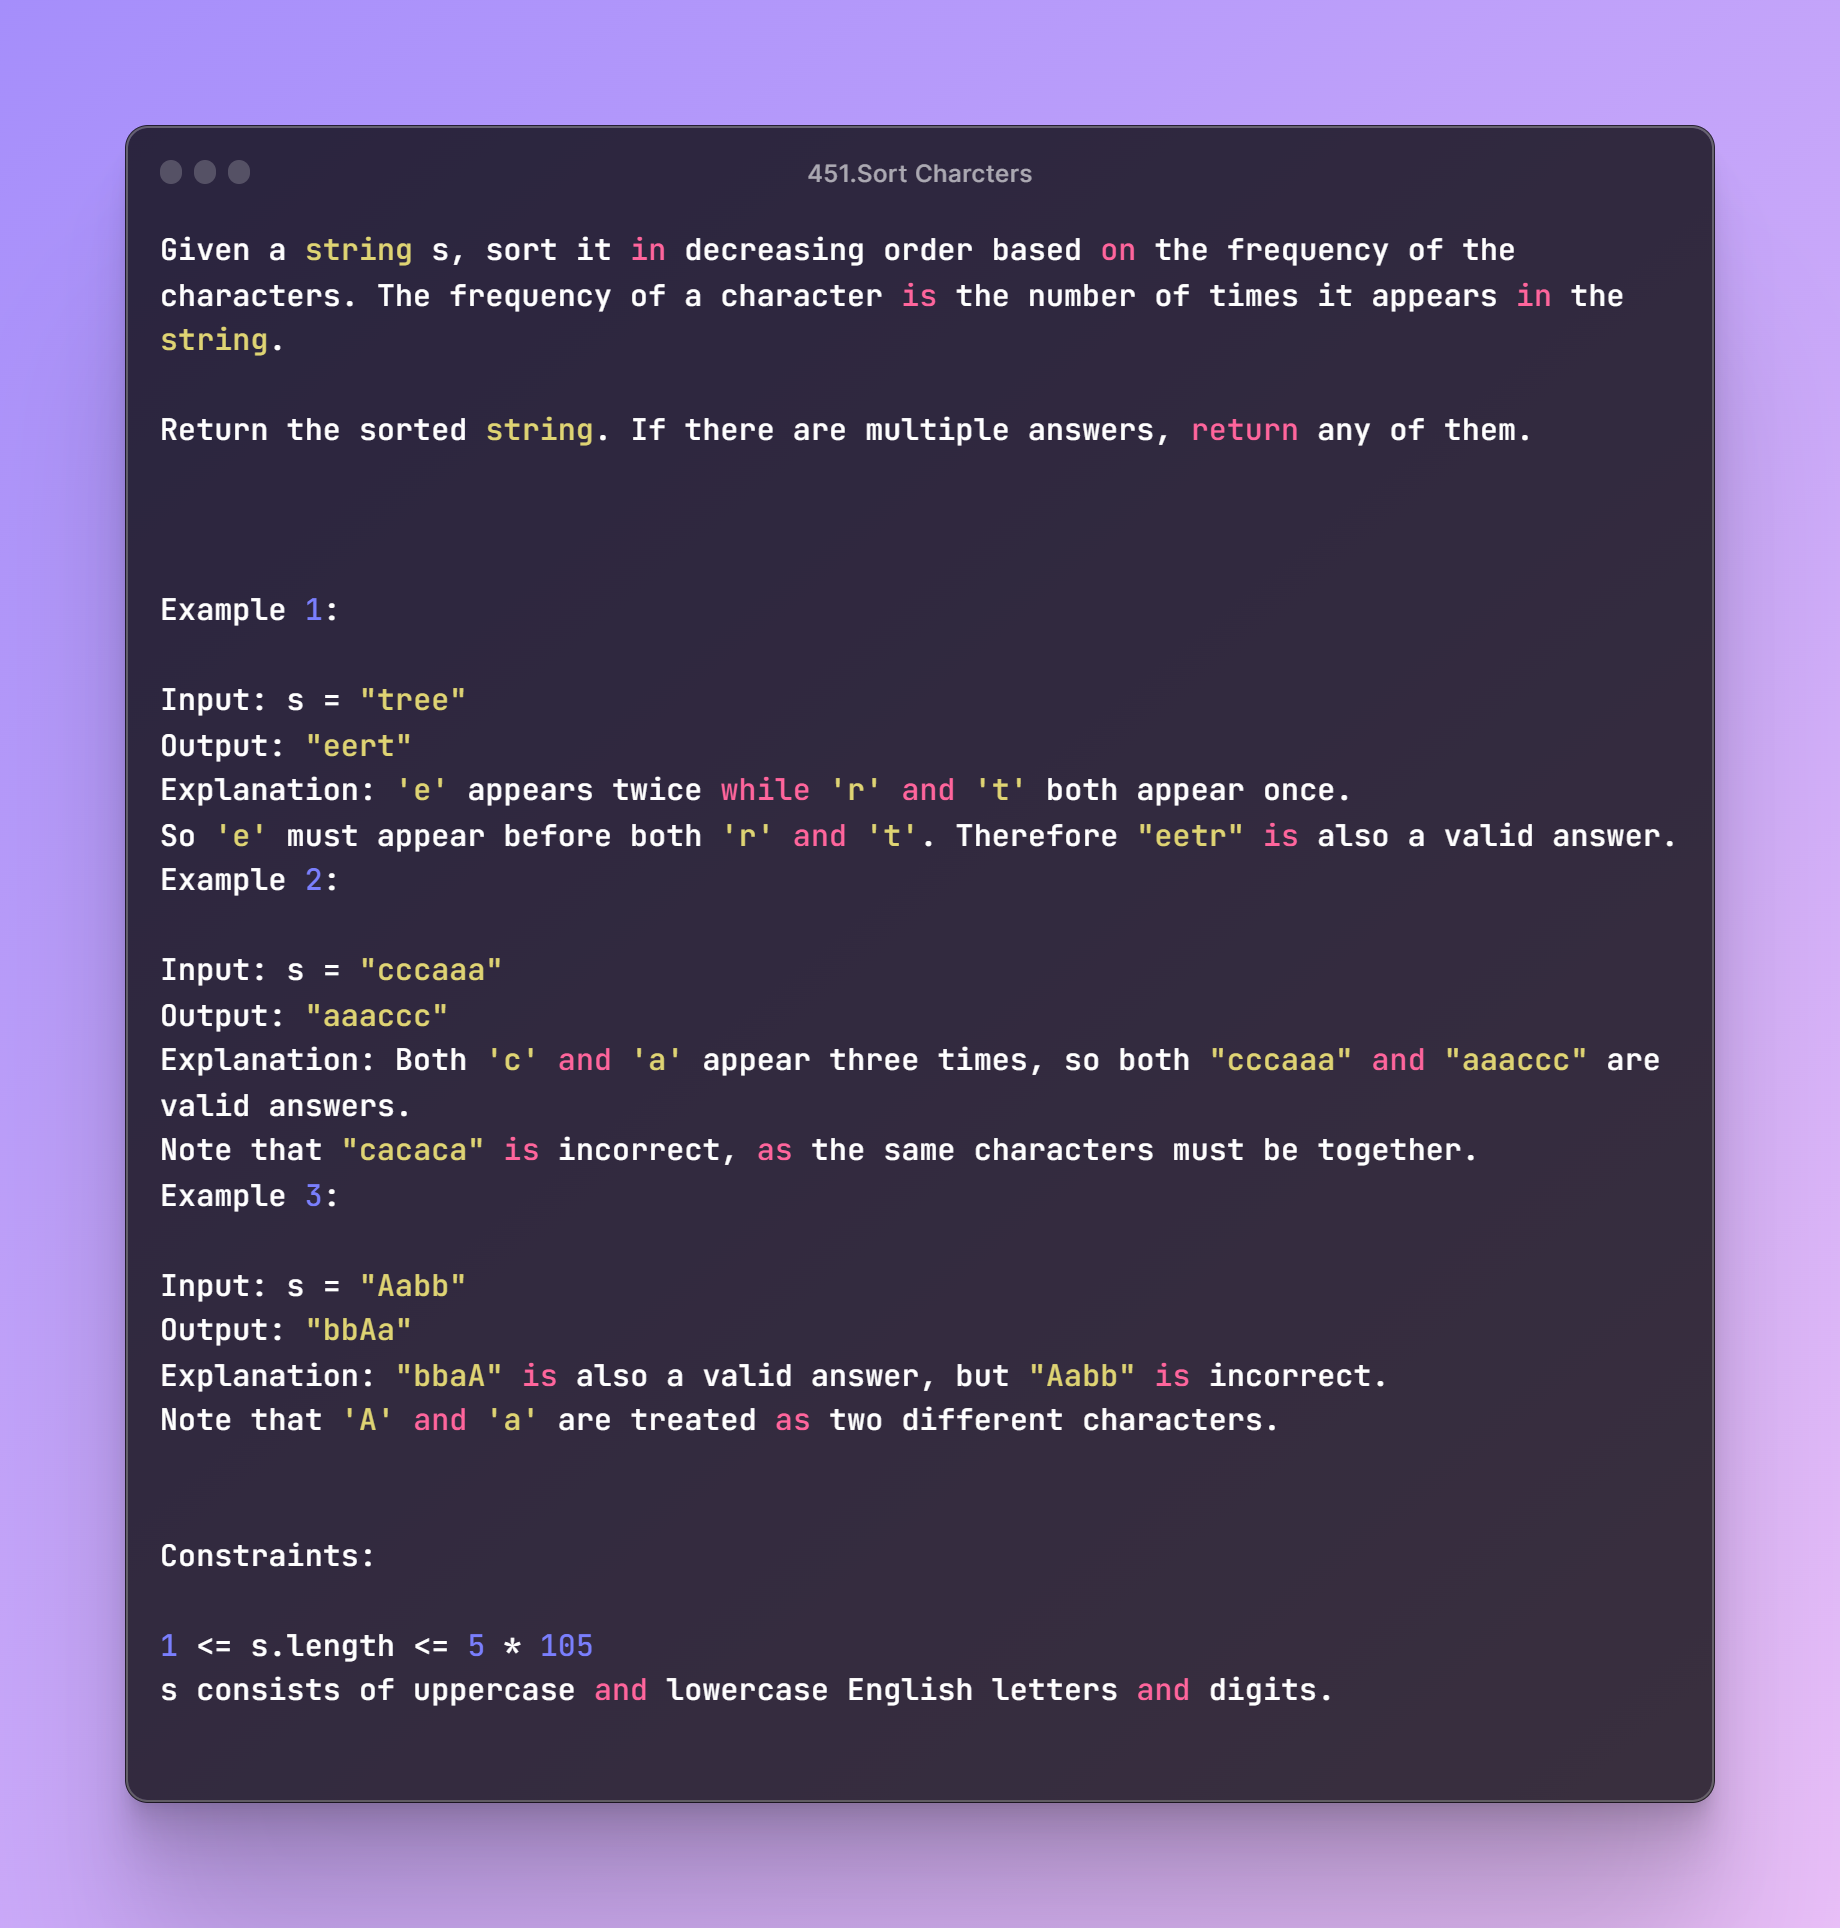 451.Sort Charcters
Given a string s, sort it in decreasing order based on the frequency of the
characters. The frequency of a character is the number of times it appears in the
string.
Return the sorted string. If there are multiple answers, return any of them.
Example 1:
Input: s = "tree"
Output: "eert"
Explanation: 'e' appears twice while 'r' and 't' both appear once.
So 'e' must appear before both 'r' and 't'. Therefore "eetr" is also a valid answer.
Example 2:
Input: s = "cccaaa"
Output: "aaaccc"
Explanation: Both 'c' and 'a' appear three times, so both "cccaaa" and "aaaccc" are
valid answers.
Note that "cacaca" is incorrect, as the same characters must be together.
Example 3:
Input: s = "Aabb"
Output: "bbAa"
Explanation: "bbaA" is also a valid answer, but "Aabb" is incorrect.
Note that 'A' and 'a' are treated as two different characters.
Constraints:
1 <= s.length <= 5 * 105
s consists of uppercase and lowercase English letters and digits.